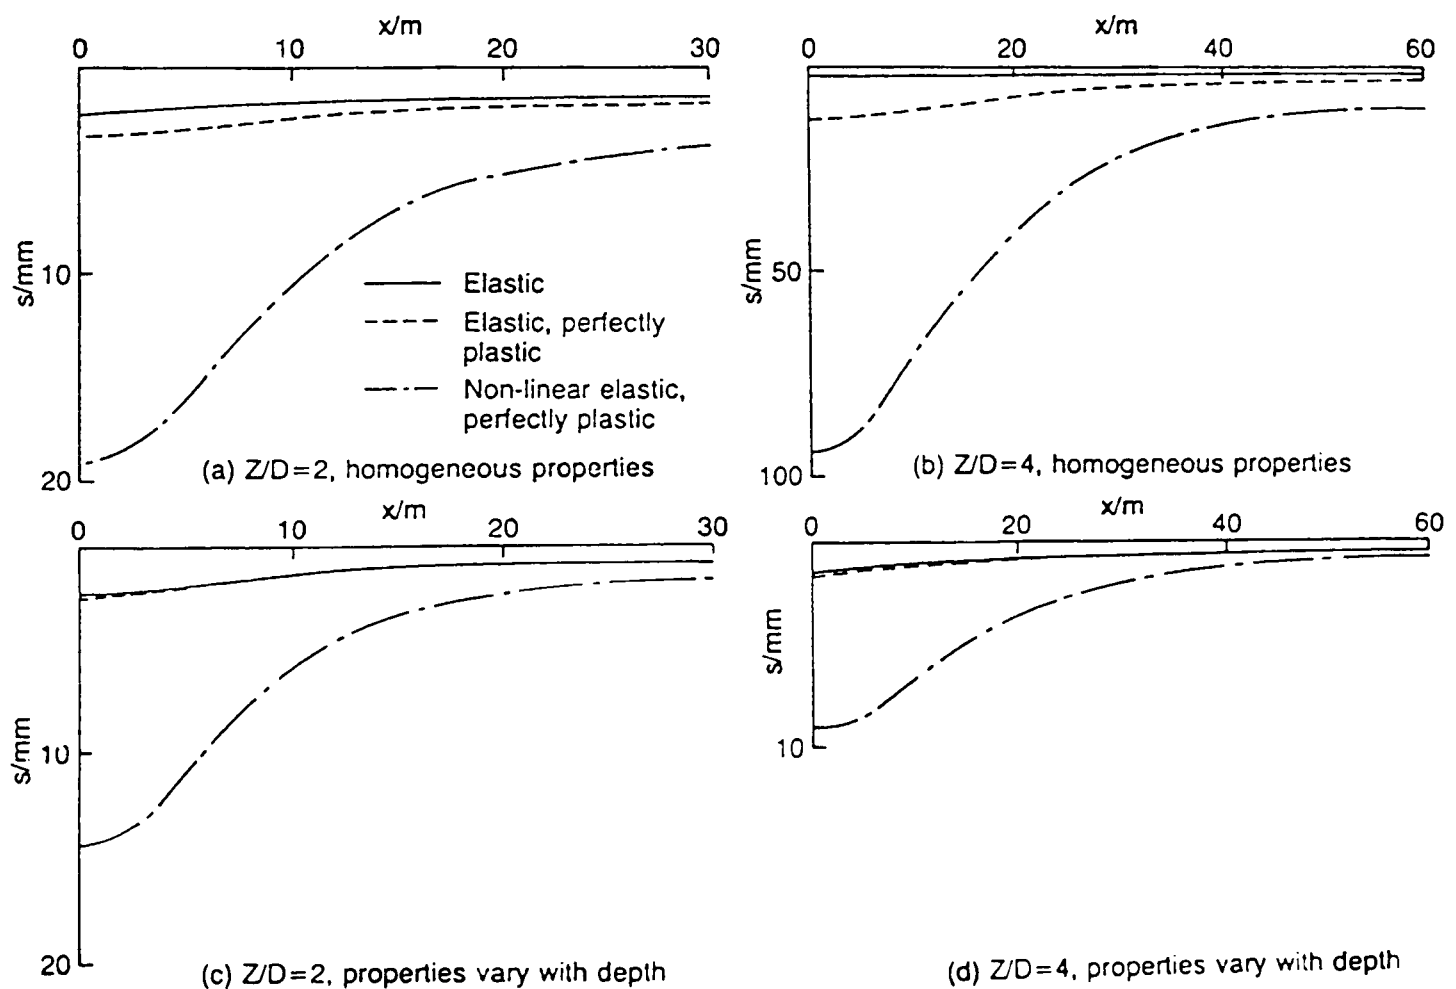 x/m
0 10 20 30
s/mm
10
20
Elastic
Elastic, perfectly
plastic
Non-linear elastic,
perfectly plastic
(a) Z/D=2, homogeneous properties
x/m
0 20 40 60
s/mm
50
100
(b) Z/D=4, homogeneous properties
x/m
0 10 20 30
s/mm
10
20
(c) Z/D=2, properties vary with depth
x/m
0 20 40 60
s/mm
10
(d) Z/D=4, properties vary with depth